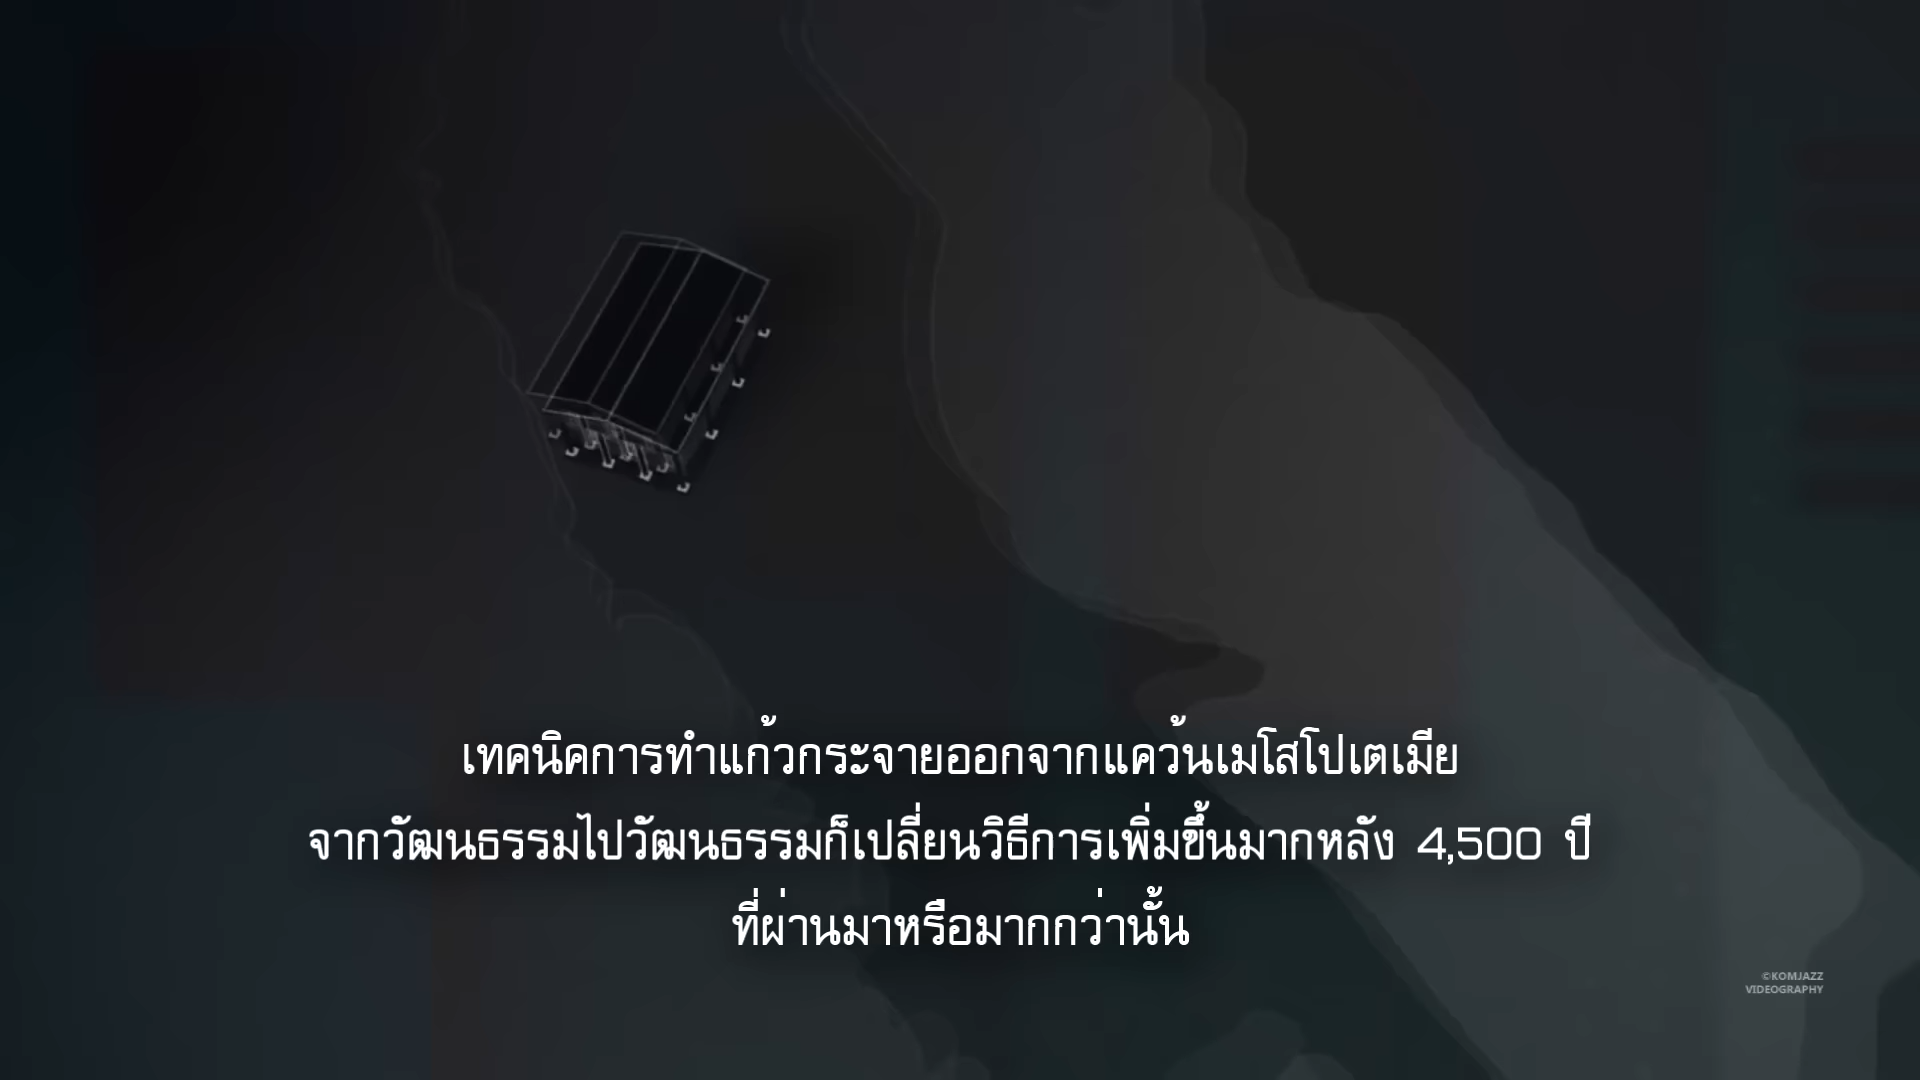 เทคนิคการทำแก้วกระจายออกจากแคว้นเมโสโปเตเมีย
จากวัฒนธรรมไปวัฒนธรรมก็เปลี่ยนวิธีการเพิ่มขึ้นมากหลัง 4,500 ปี
ที่ผ่านมาหรือมากกว่านั้น
©KOMJAZZ
VIDEOGRAPHY